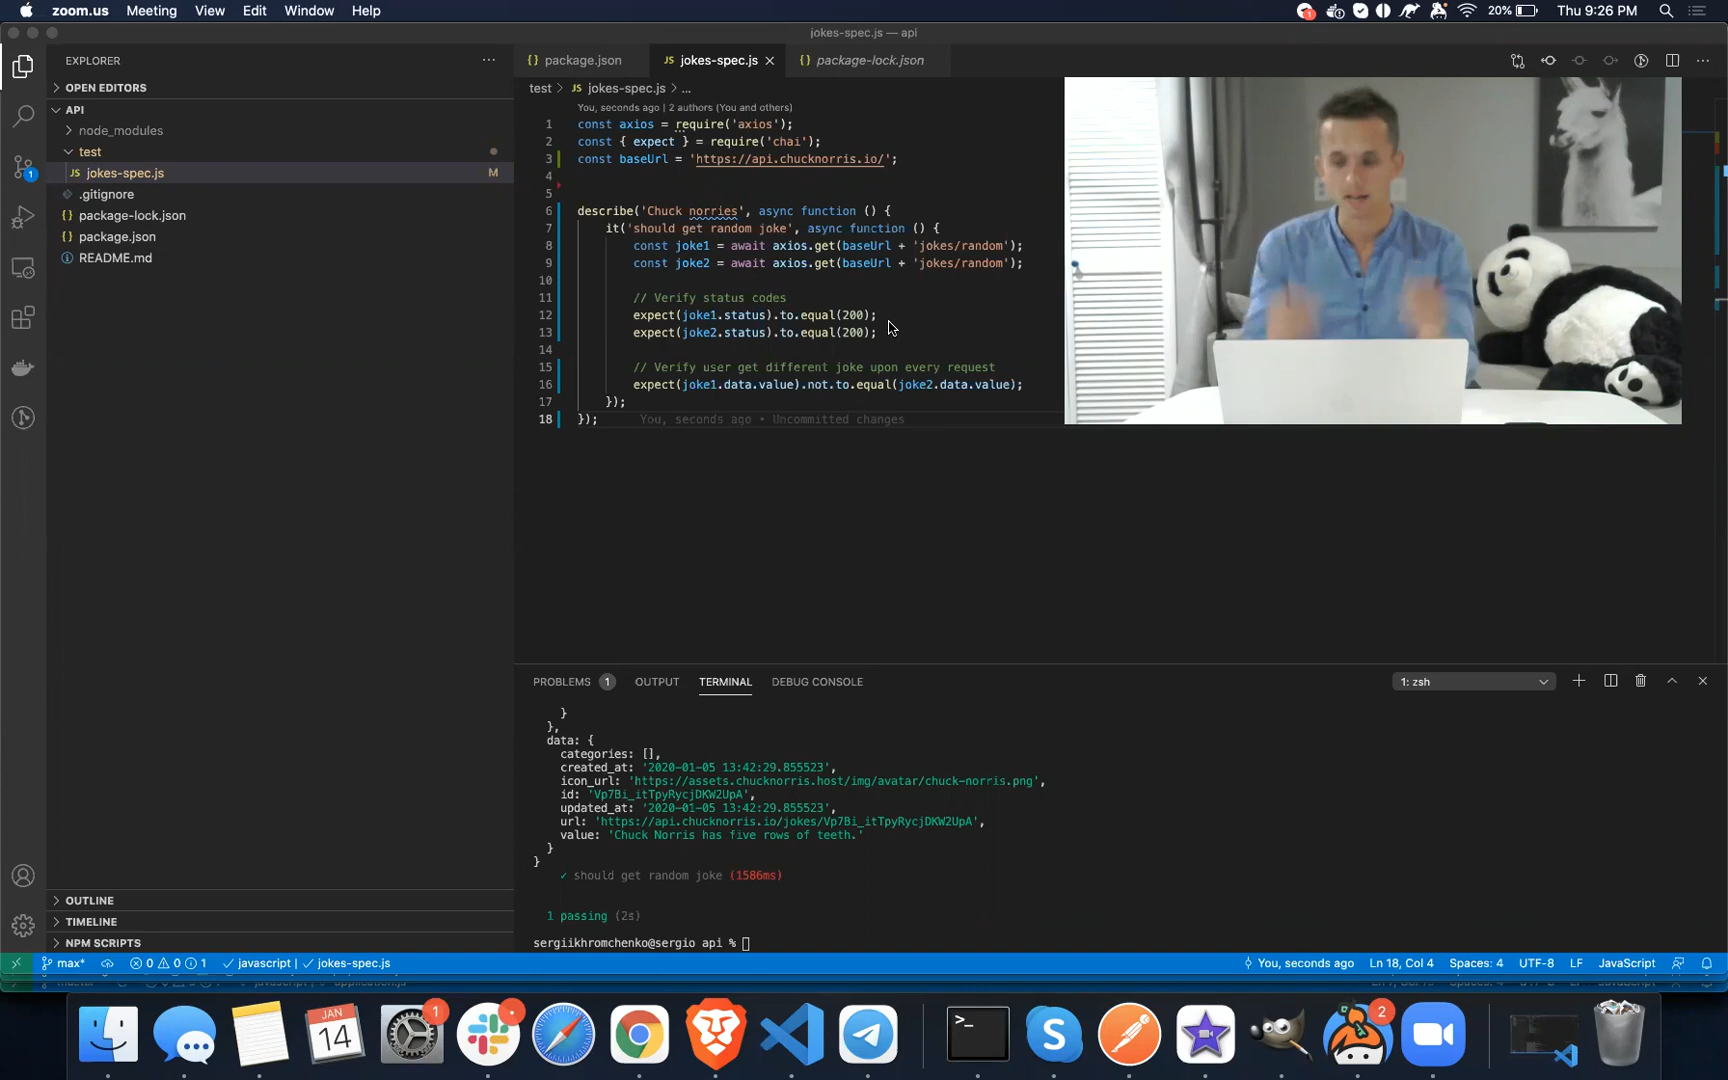 zoom.us Meeting View Edit Window Help
20% Thu 9:26 PM
jokes-spec.js — api
EXPLORER
OPEN EDITORS
API
node_modules
test
JS jokes-spec.js M
.gitignore
{} package-lock.json
{} package.json
README.md
OUTLINE
TIMELINE
NPM SCRIPTS
{} package.json JS jokes-spec.js {} package-lock.json
test > JS jokes-spec.js > ...
You, seconds ago | 2 authors (You and others)
1 const axios = require('axios');
2 const { expect } = require('chai');
3 const baseUrl = 'https://api.chucknorris.io/';
4
5
6 describe('Chuck norries', async function () {
7 it('should get random joke', async function () {
8 const joke1 = await axios.get(baseUrl + 'jokes/random');
9 const joke2 = await axios.get(baseUrl + 'jokes/random');
10
11 // Verify status codes
12 expect(joke1.status).to.equal(200);
13 expect(joke2.status).to.equal(200);
14
15 // Verify user get different joke upon every request
16 expect(joke1.data.value).not.to.equal(joke2.data.value);
17 });
18 }); You, seconds ago • Uncommitted changes
PROBLEMS 1 OUTPUT TERMINAL DEBUG CONSOLE 1: zsh
}
},
data: {
categories: [],
created_at: '2020-01-05 13:42:29.855523',
icon_url: 'https://assets.chucknorris.host/img/avatar/chuck-norris.png',
id: 'Vp7Bi_itTpyRycjDKW2UpA',
updated_at: '2020-01-05 13:42:29.855523',
url: 'https://api.chucknorris.io/jokes/Vp7Bi_itTpyRycjDKW2UpA',
value: 'Chuck Norris has five rows of teeth.'
}
}
✓ should get random joke (1586ms)
1 passing (2s)
sergiikhromchenko@sergio api %
max* 0 0 1 javascript | jokes-spec.js You, seconds ago Ln 18, Col 4 Spaces: 4 UTF-8 LF JavaScript
JAN
14
1
2